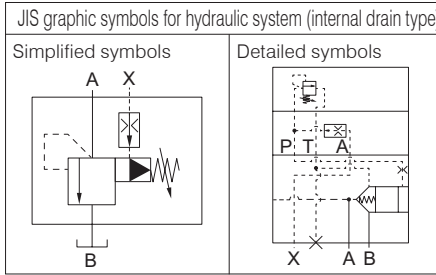 JIS graphic symbols for hydraulic system (internal drain type)
Simplified symbols
Detailed symbols
A X
B
P T A
X A B